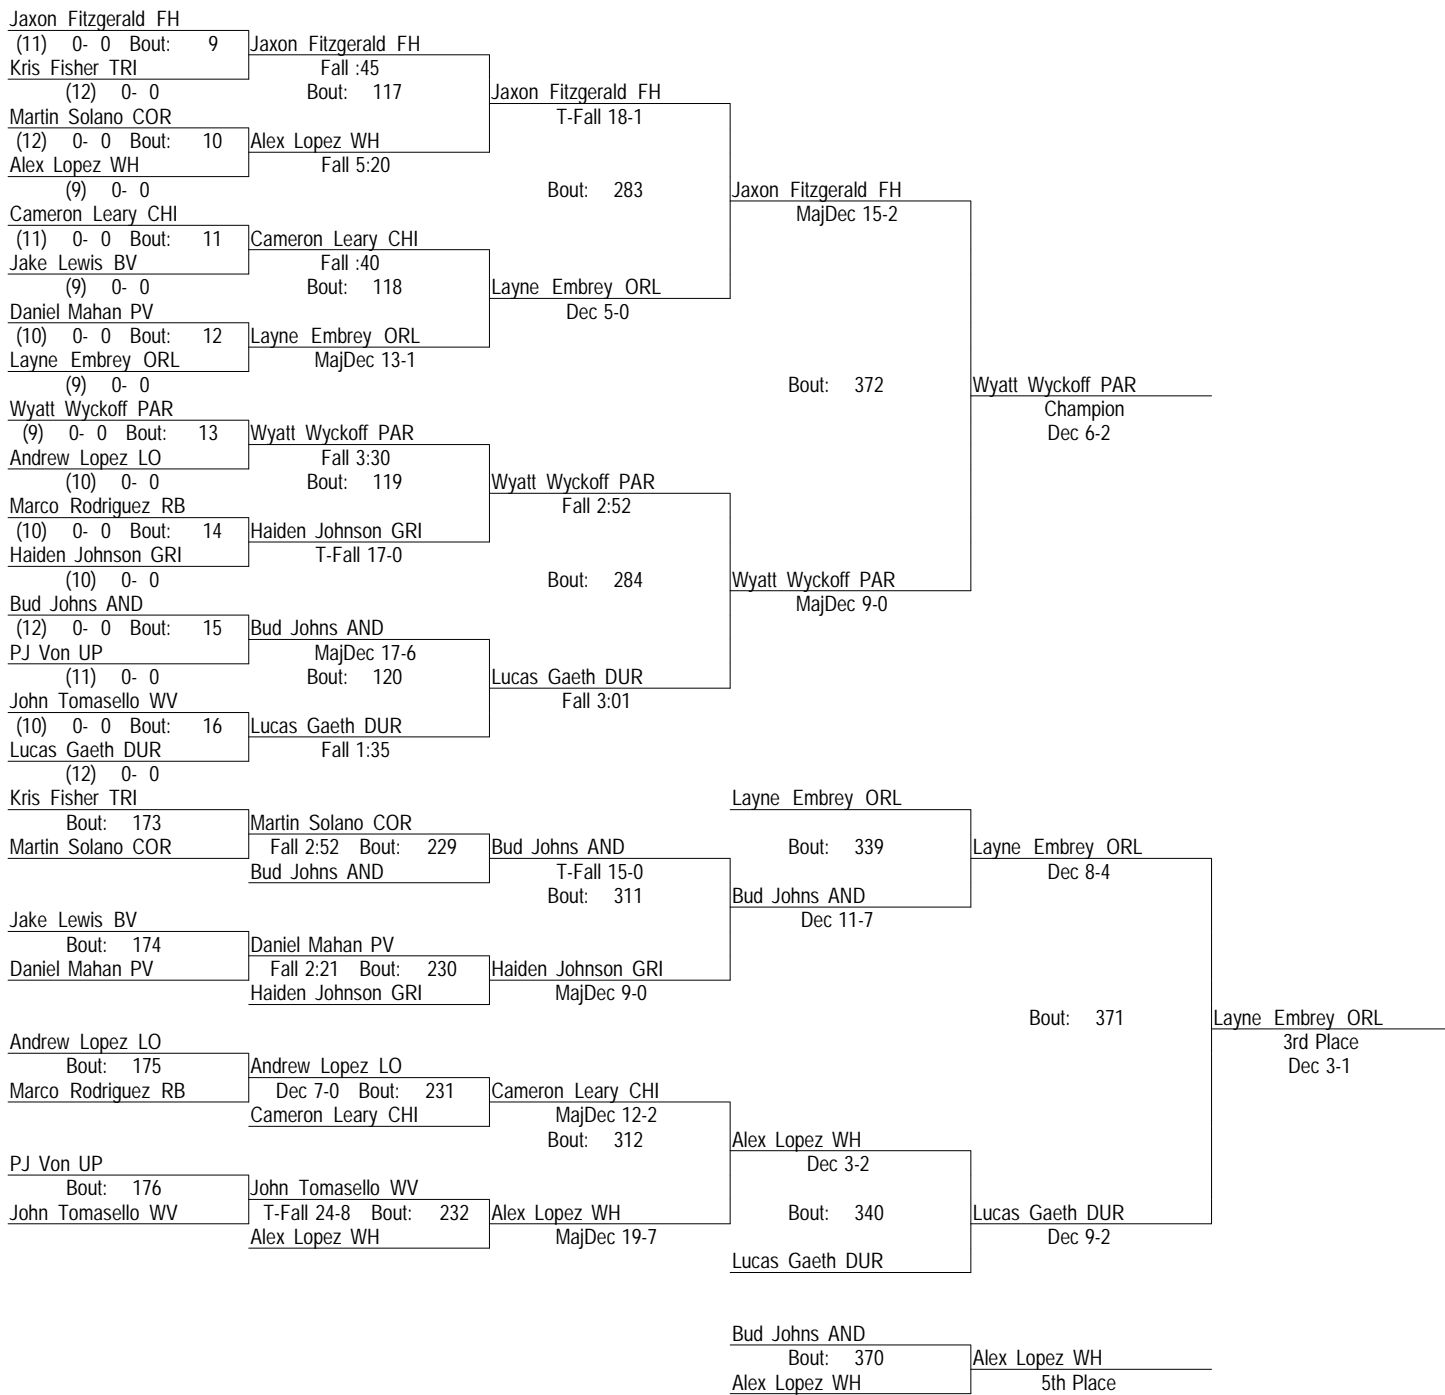 Jaxon Fitzgerald FH
(11) 0- 0 Bout: 9 Jaxon Fitzgerald FH
Kris Fisher TRI Fall :45
(12) 0- 0 Bout: 117 Jaxon Fitzgerald FH
Martin Solano COR T-Fall 18-1
(12) 0- 0 Bout: 10 Alex Lopez WH
Alex Lopez WH Fall 5:20
(9) 0- 0 Bout: 283 Jaxon Fitzgerald FH
Cameron Leary CHI MajDec 15-2
(11) 0- 0 Bout: 11 Cameron Leary CHI
Jake Lewis BV Fall :40
(9) 0- 0 Bout: 118 Layne Embrey ORL
Daniel Mahan PV Dec 5-0
(10) 0- 0 Bout: 12 Layne Embrey ORL
Layne Embrey ORL MajDec 13-1
(9) 0- 0 Bout: 372 Wyatt Wyckoff PAR
Wyatt Wyckoff PAR Champion
(9) 0- 0 Bout: 13 Wyatt Wyckoff PAR Dec 6-2
Andrew Lopez LO Fall 3:30
(10) 0- 0 Bout: 119 Wyatt Wyckoff PAR
Marco Rodriguez RB Fall 2:52
(10) 0- 0 Bout: 14 Haiden Johnson GRI
Haiden Johnson GRI T-Fall 17-0
(10) 0- 0 Bout: 284 Wyatt Wyckoff PAR
Bud Johns AND MajDec 9-0
(12) 0- 0 Bout: 15 Bud Johns AND
PJ Von UP MajDec 17-6
(11) 0- 0 Bout: 120 Lucas Gaeth DUR
John Tomasello WV Fall 3:01
(10) 0- 0 Bout: 16 Lucas Gaeth DUR
Lucas Gaeth DUR Fall 1:35
(12) 0- 0
Kris Fisher TRI Layne Embrey ORL
Bout: 173 Martin Solano COR
Martin Solano COR Fall 2:52 Bout: 229 Bud Johns AND Bout: 339 Layne Embrey ORL
Bud Johns AND T-Fall 15-0 Dec 8-4
Bout: 311 Bud Johns AND
Jake Lewis BV Dec 11-7
Bout: 174 Daniel Mahan PV
Daniel Mahan PV Fall 2:21 Bout: 230 Haiden Johnson GRI
Haiden Johnson GRI MajDec 9-0
Bout: 371 Layne Embrey ORL
Andrew Lopez LO 3rd Place
Bout: 175 Andrew Lopez LO Dec 3-1
Marco Rodriguez RB Dec 7-0 Bout: 231 Cameron Leary CHI
Cameron Leary CHI MajDec 12-2
Bout: 312 Alex Lopez WH
PJ Von UP Dec 3-2
Bout: 176 John Tomasello WV
John Tomasello WV T-Fall 24-8 Bout: 232 Alex Lopez WH Bout: 340 Lucas Gaeth DUR
Alex Lopez WH MajDec 19-7 Dec 9-2
Lucas Gaeth DUR
Bud Johns AND
Bout: 370 Alex Lopez WH
Alex Lopez WH 5th Place